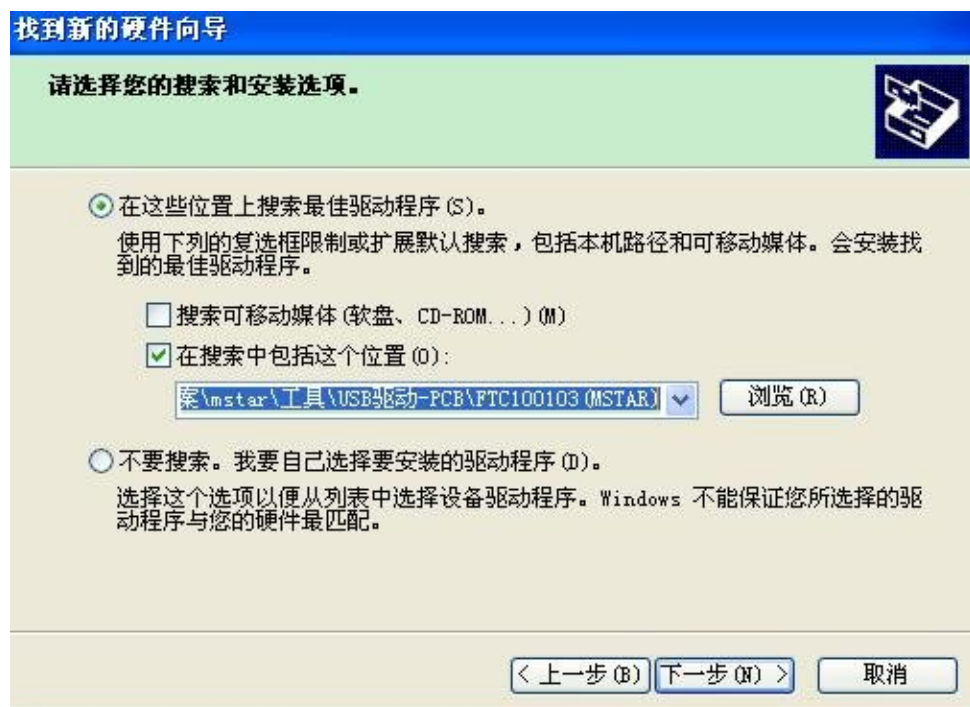 找到新的硬件向导
请选择您的搜索和安装选项。
在这些位置上搜索最佳驱动程序(S)。
使用下列的复选框限制或扩展默认搜索，包括本机路径和可移动媒体。会安装找
到的最佳驱动程序。
搜索可移动媒体(软盘、CD-ROM...)(M)
在搜索中包括这个位置(O):
案\mstar\工具\USB驱动-PCB\FTC100103(MSTAR) 浏览(R)
不要搜索。我要自己选择要安装的驱动程序(D)。
选择这个选项以便从列表中选择设备驱动程序。Windows 不能保证您所选择的驱
动程序与您的硬件最匹配。
< 上一步(B) 下一步(N) > 取消